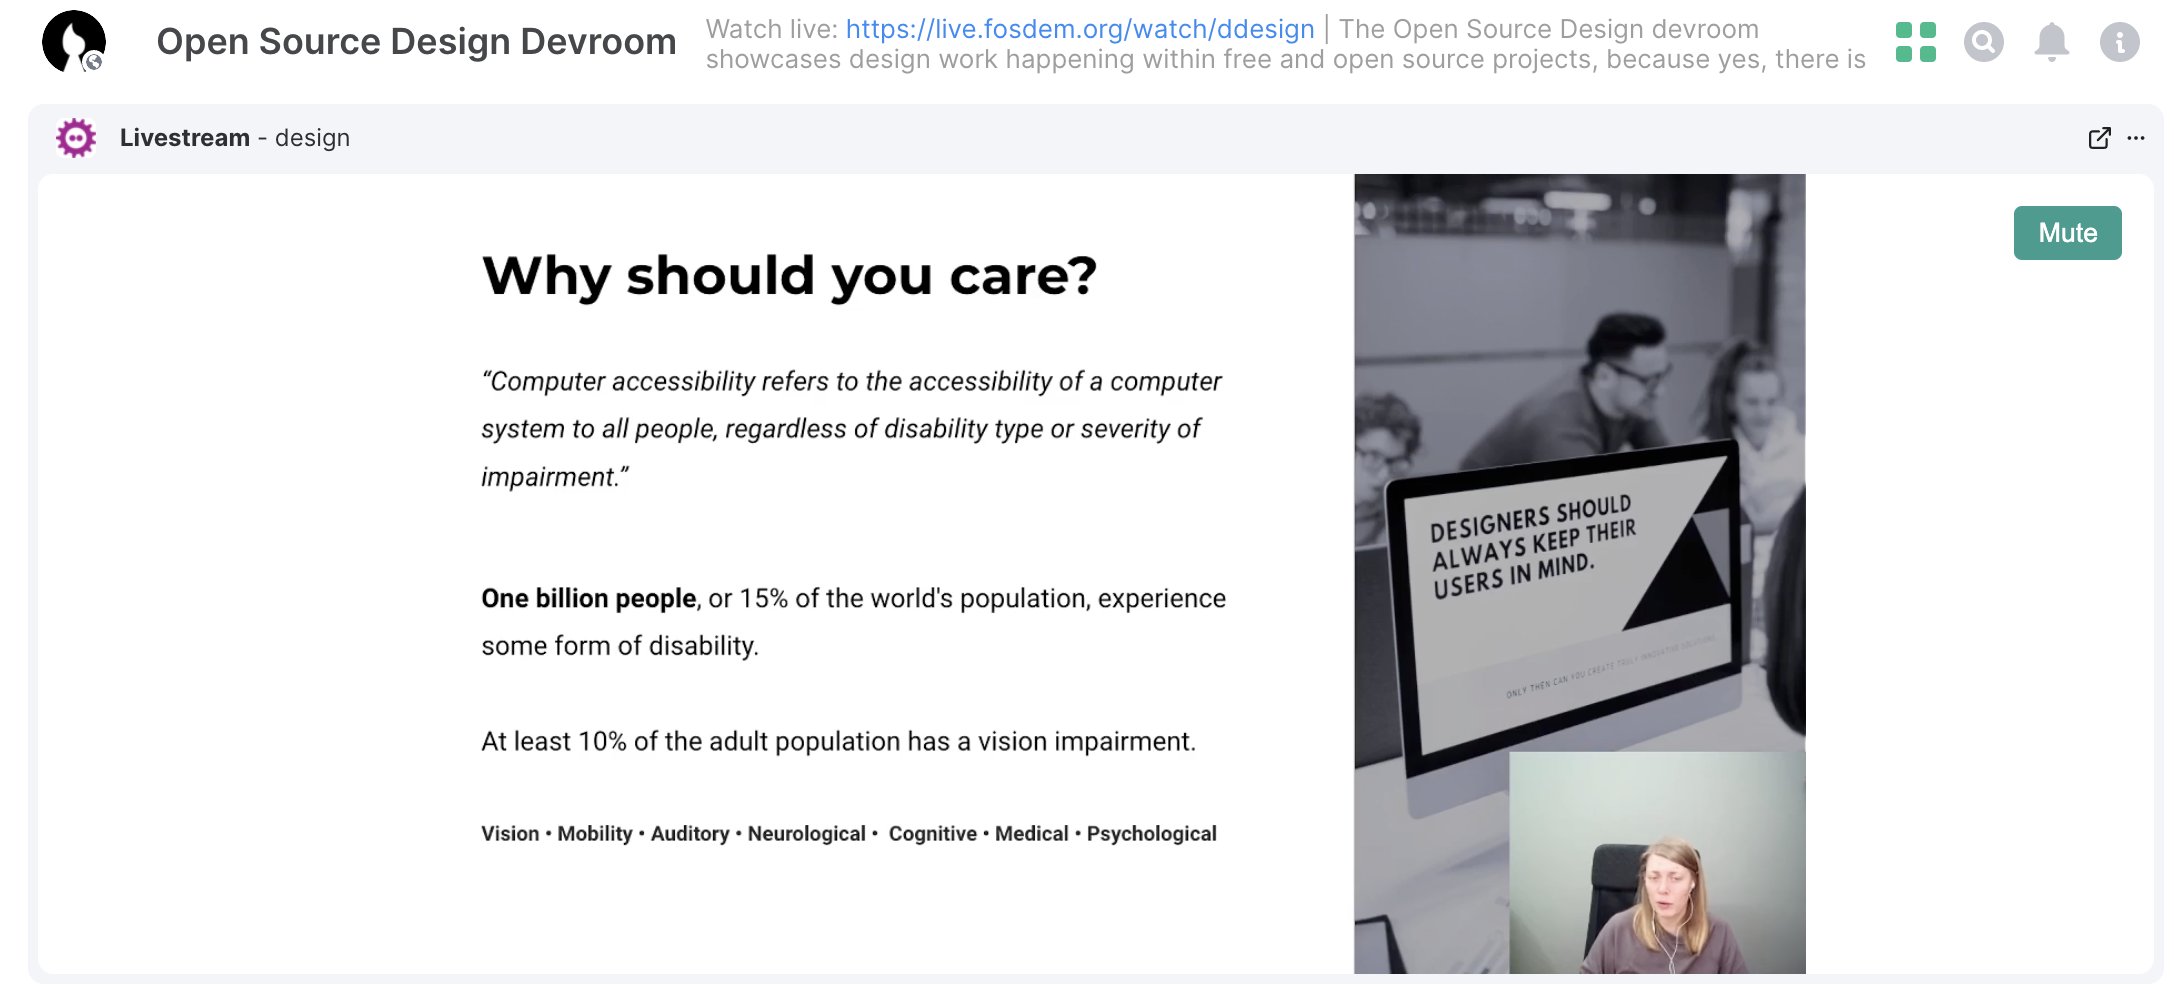 Open Source Design Devroom
Watch live: https://live.fosdem.org/watch/ddesign | The Open Source Design devroom
showcases design work happening within free and open source projects, because yes, there is
Livestream - design
Mute
Why should you care?
“Computer accessibility refers to the accessibility of a computer
system to all people, regardless of disability type or severity of
impairment.”
One billion people, or 15% of the world's population, experience
some form of disability.
At least 10% of the adult population has a vision impairment.
Vision • Mobility • Auditory • Neurological • Cognitive • Medical • Psychological
DESIGNERS SHOULD
ALWAYS KEEP THEIR
USERS IN MIND.
ONLY THEN CAN YOU CREATE TRULY INNOVATIVE SOLUTIONS.